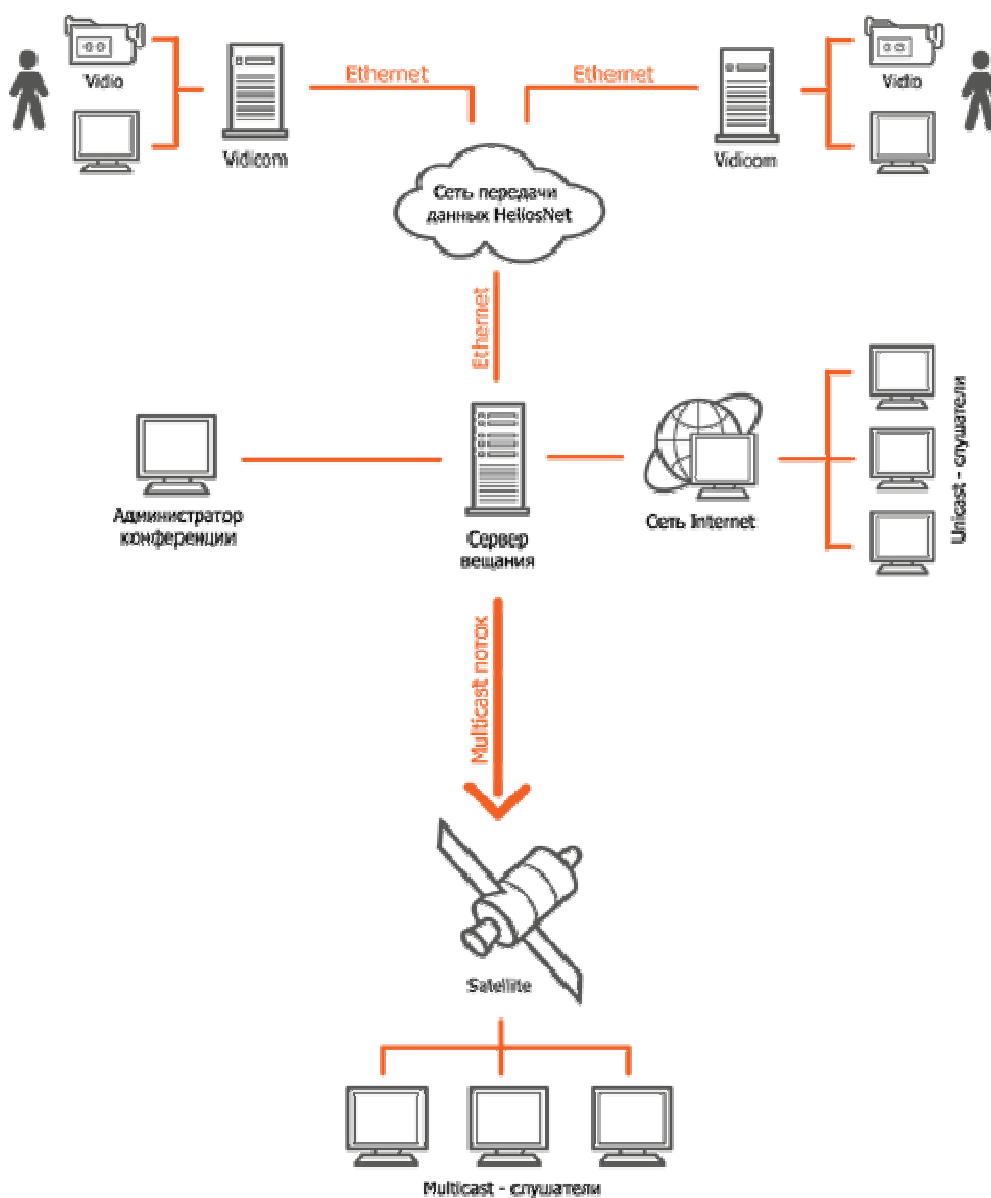 Vidio
Vidicom
Ethernet
Ethernet
Vidicom
Vidio
Сеть передачи
данных HeliosNet
Ethernet
Администратор
конференции
Сервер
вещания
Сеть Internet
Unicast - слушатели
Multicast поток
Satellite
Multicast - слушатели